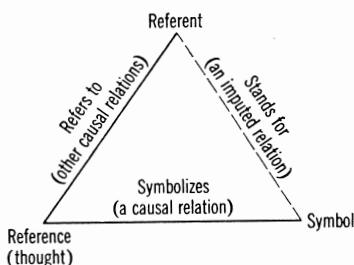 Referent
Refers to
(other causal relations)
Stands for
(an imputed relation)
Symbolizes
(a causal relation)
Reference
(thought)
Symbol